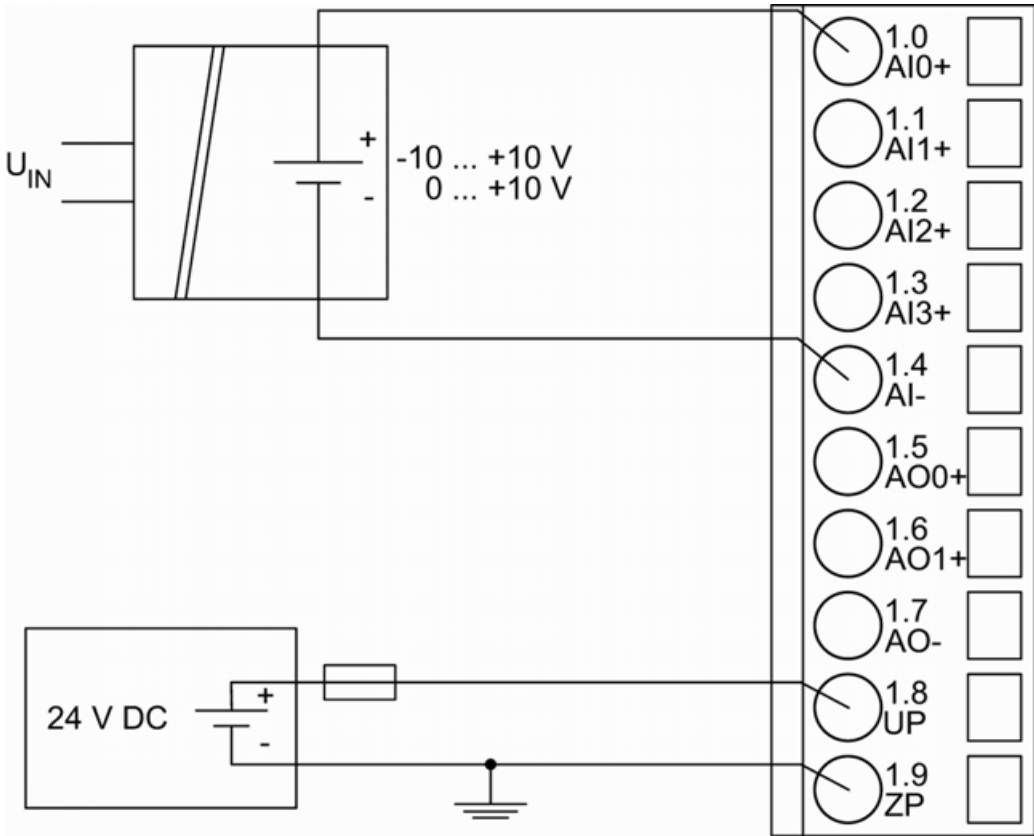 UIN
+
-10 ... +10 V
0 ... +10 V
-
24 V DC
+
-
1.0
AI0+
1.1
AI1+
1.2
AI2+
1.3
AI3+
1.4
AI-
1.5
AO0+
1.6
AO1+
1.7
AO-
1.8
UP
1.9
ZP